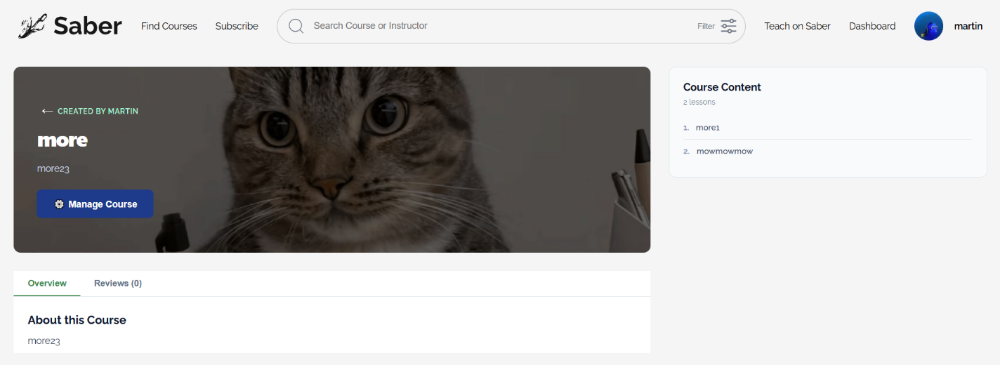 Saber
Find Courses
Subscribe
Search Course or Instructor
Filter
Teach on Saber
Dashboard
martin
← CREATED BY MARTIN
more
more23
Manage Course
Course Content
2 lessons
1. more1
2. mowmowmow
Overview
Reviews (0)
About this Course
more23